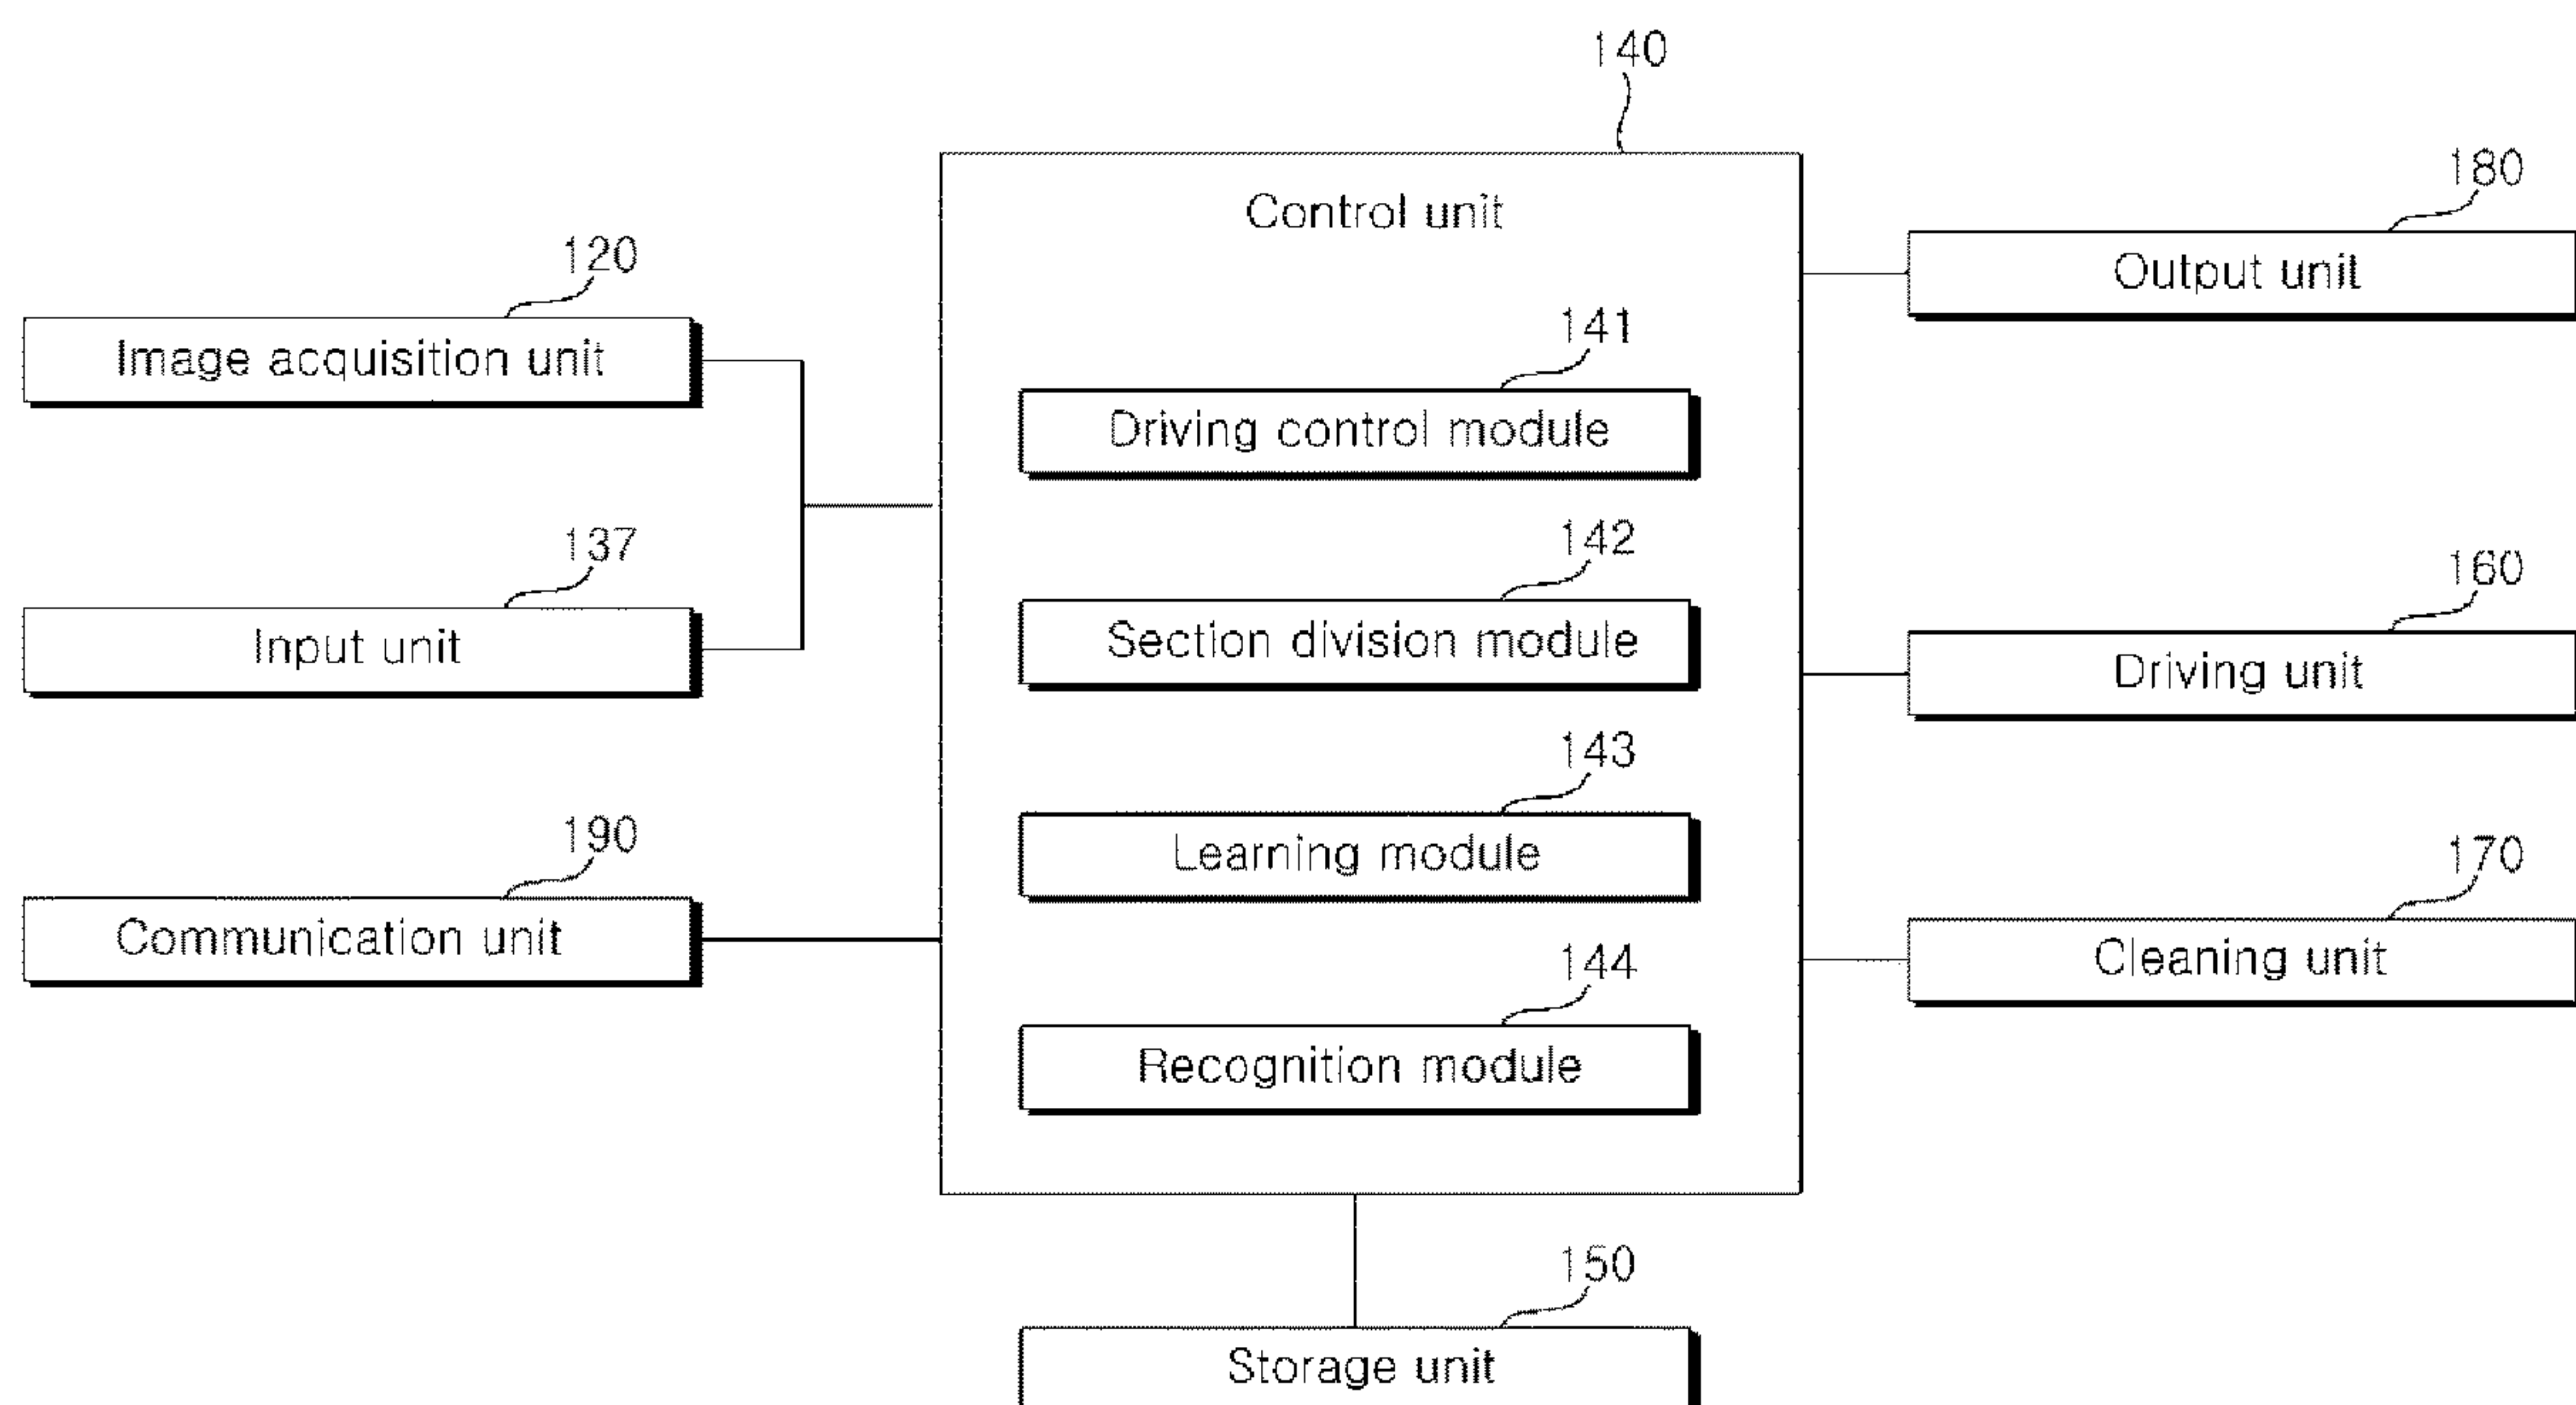 140
Control unit
180
Output unit
120
Image acquisition unit
141
Driving control module
137
Input unit
142
Section division module
160
Driving unit
143
Learning module
190
Communication unit
170
Cleaning unit
144
Recognition module
150
Storage unit